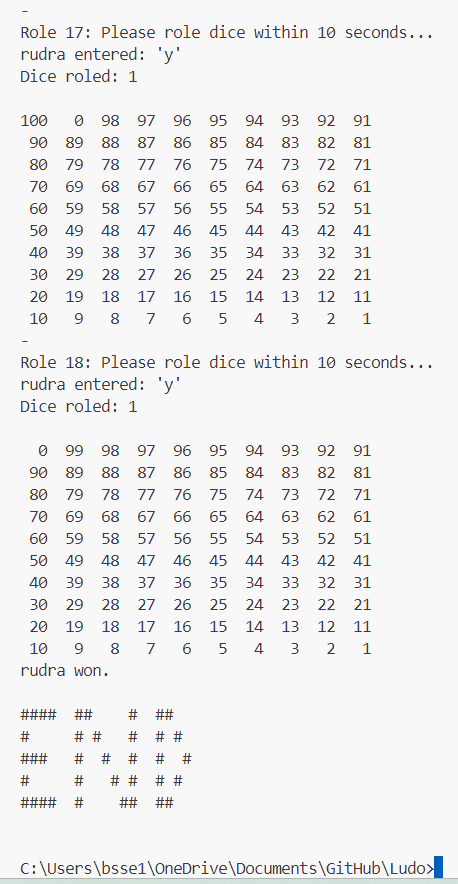 -
Role 17: Please role dice within 10 seconds...
rudra entered: 'y'
Dice roled: 1

100   0  98  97  96  95  94  93  92  91
 90  89  88  87  86  85  84  83  82  81
 80  79  78  77  76  75  74  73  72  71
 70  69  68  67  66  65  64  63  62  61
 60  59  58  57  56  55  54  53  52  51
 50  49  48  47  46  45  44  43  42  41
 40  39  38  37  36  35  34  33  32  31
 30  29  28  27  26  25  24  23  22  21
 20  19  18  17  16  15  14  13  12  11
 10   9   8   7   6   5   4   3   2   1
-
Role 18: Please role dice within 10 seconds...
rudra entered: 'y'
Dice roled: 1

  0  99  98  97  96  95  94  93  92  91
 90  89  88  87  86  85  84  83  82  81
 80  79  78  77  76  75  74  73  72  71
 70  69  68  67  66  65  64  63  62  61
 60  59  58  57  56  55  54  53  52  51
 50  49  48  47  46  45  44  43  42  41
 40  39  38  37  36  35  34  33  32  31
 30  29  28  27  26  25  24  23  22  21
 20  19  18  17  16  15  14  13  12  11
 10   9   8   7   6   5   4   3   2   1
rudra won.

####  ##    #  ##
#     # #   #  # #
###   #  #  #  #  #
#     #   # #  # #
####  #    ##  ##

C:\Users\bsse1\OneDrive\Documents\GitHub\Ludo>